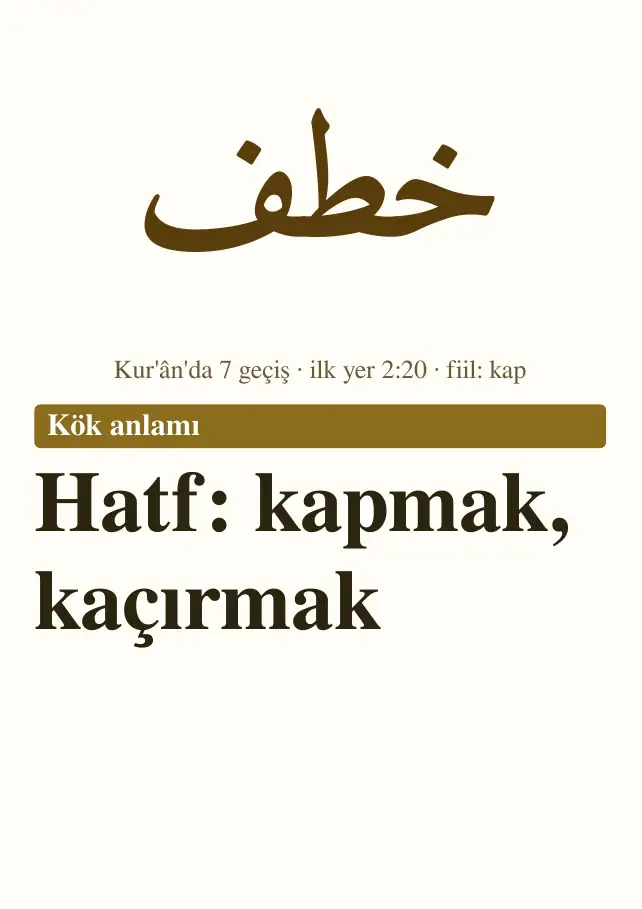 خطف
Kur'ân'da 7 geçiş · ilk yer 2:20 · fiil: kap
Kök anlamı
Hatf: kapmak,
kaçırmak